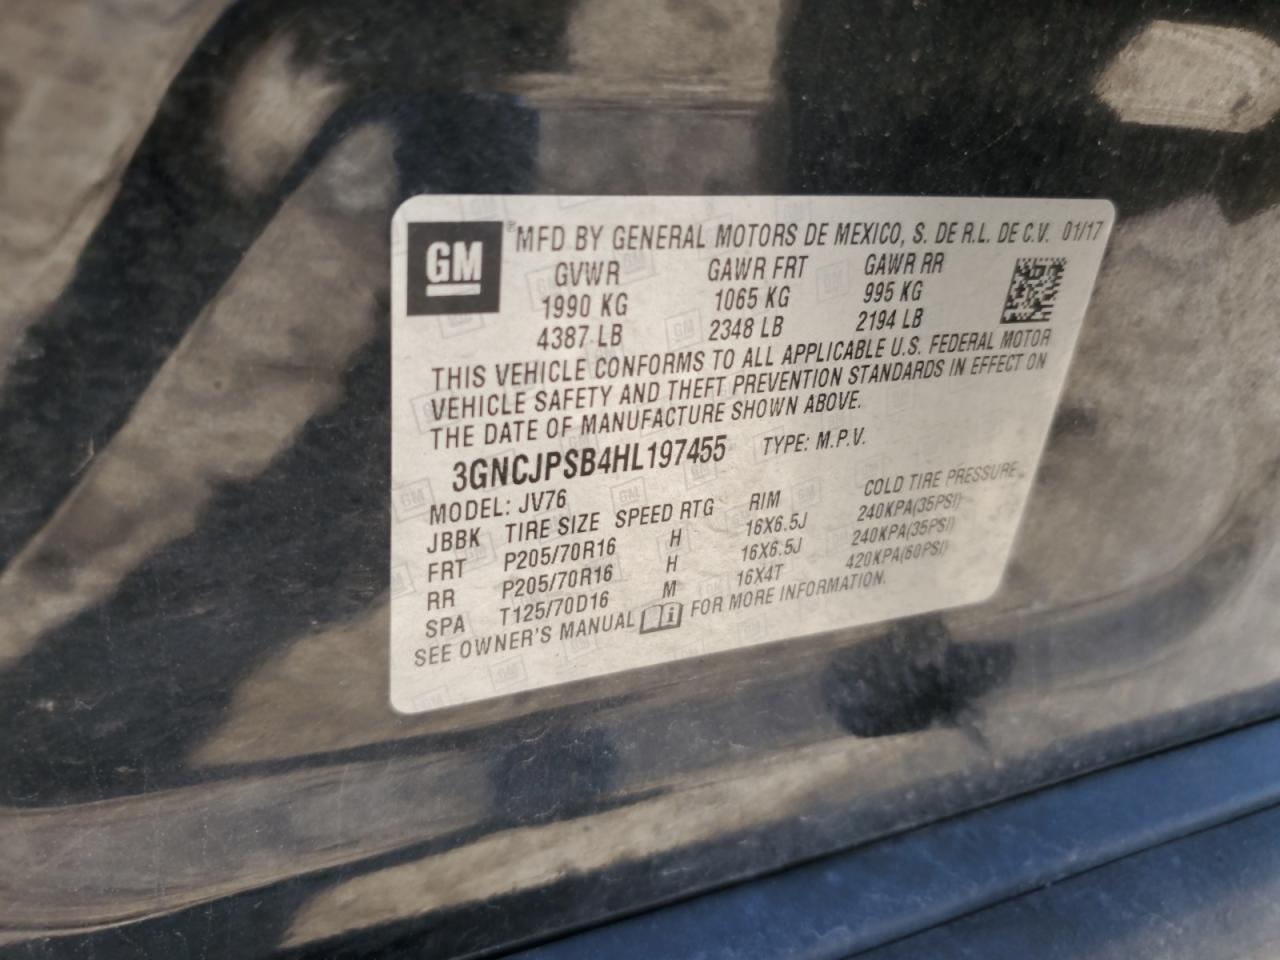 GM ® MFD BY GENERAL MOTORS DE MEXICO, S. DE R.L. DE C.V. 01/17
GVWR GAWR FRT GAWR RR
1990 KG 1065 KG 995 KG
4387 LB 2348 LB 2194 LB
THIS VEHICLE CONFORMS TO ALL APPLICABLE U.S. FEDERAL MOTOR
VEHICLE SAFETY AND THEFT PREVENTION STANDARDS IN EFFECT ON
THE DATE OF MANUFACTURE SHOWN ABOVE.
3GNCJPSB4HL197455 TYPE: M.P.V.
MODEL: JV76
JBBK TIRE SIZE SPEED RTG RIM COLD TIRE PRESSURE
FRT P205/70R16 H 16X6.5J 240KPA(35PSI)
RR P205/70R16 H 16X6.5J 240KPA(35PSI)
SPA T125/70D16 M 16X4T 420KPA(60PSI)
SEE OWNER'S MANUAL FOR MORE INFORMATION.